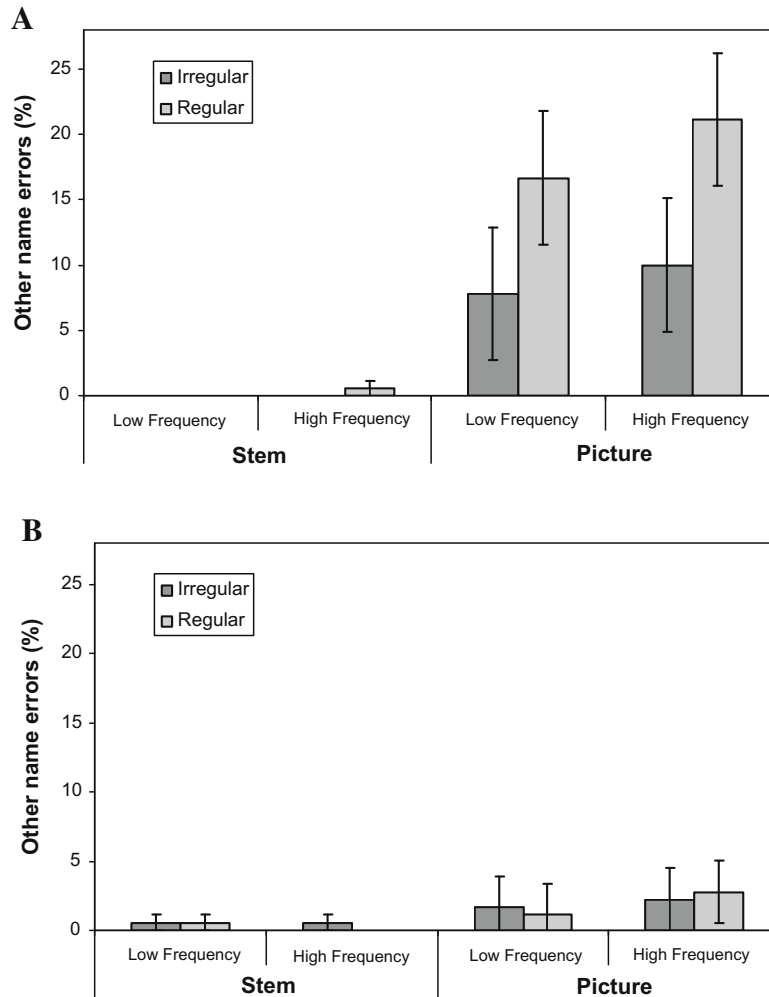 A
Other name errors (%)
25
20
15
10
5
0
Irregular
Regular
Low Frequency
High Frequency
Low Frequency
High Frequency
Stem
Picture
B
Other name errors (%)
25
20
15
10
5
0
Irregular
Regular
Low Frequency
High Frequency
Low Frequency
High Frequency
Stem
Picture